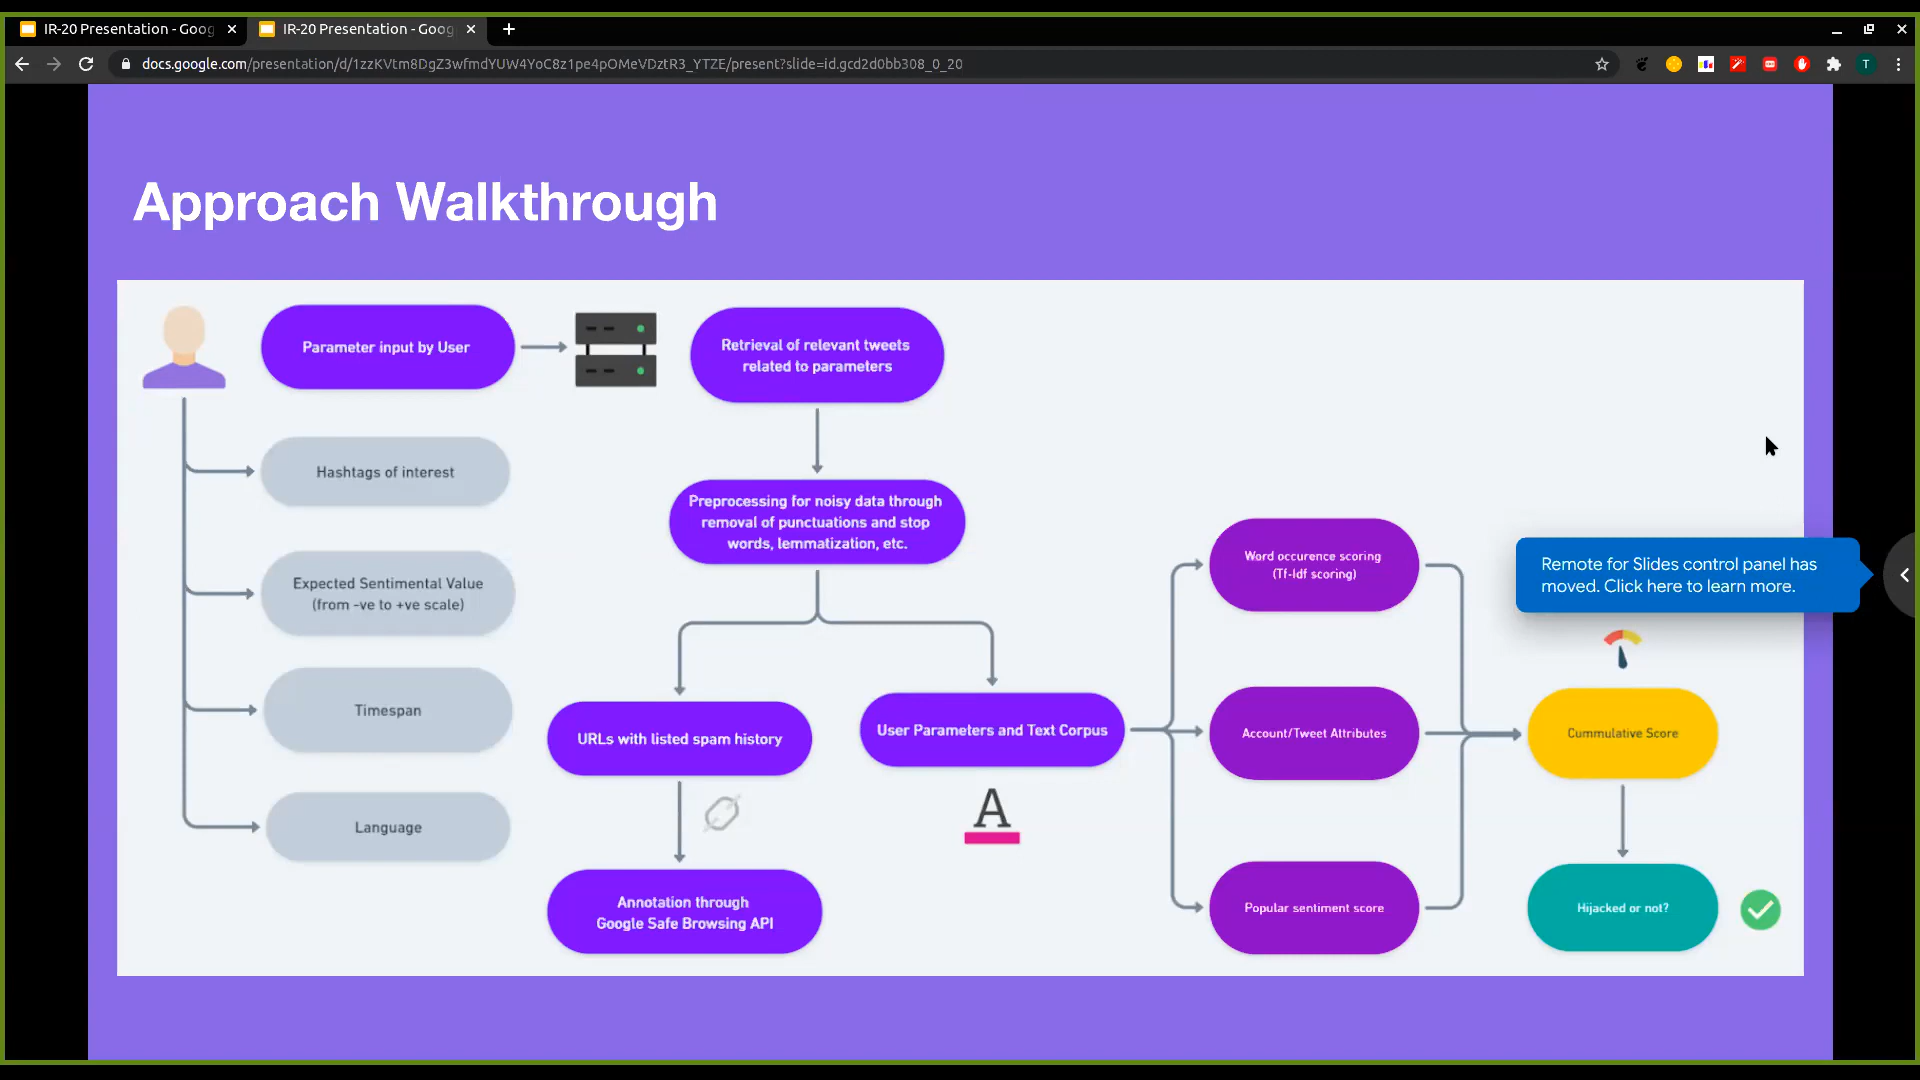 IR-20 Presentation - Goog
IR-20 Presentation - Goog
docs.google.com/presentation/d/1zzKVtm8DgZ3wfmdYUW4YoC8z1pe4pOMeVDztR3_YTZE/present?slide=id.gcd2d0bb308_0_20
T
Approach Walkthrough
Parameter input by User
Retrieval of relevant tweets
related to parameters
Hashtags of interest
Preprocessing for noisy data through
removal of punctuations and stop
words, lemmatization, etc.
Expected Sentimental Value
(from -ve to +ve scale)
Word occurence scoring
(Tf-Idf scoring)
Remote for Slides control panel has
moved. Click here to learn more.
Timespan
URLs with listed spam history
User Parameters and Text Corpus
Account/Tweet Attributes
Cummulative Score
Language
A
Annotation through
Google Safe Browsing API
Popular sentiment score
Hijacked or not?